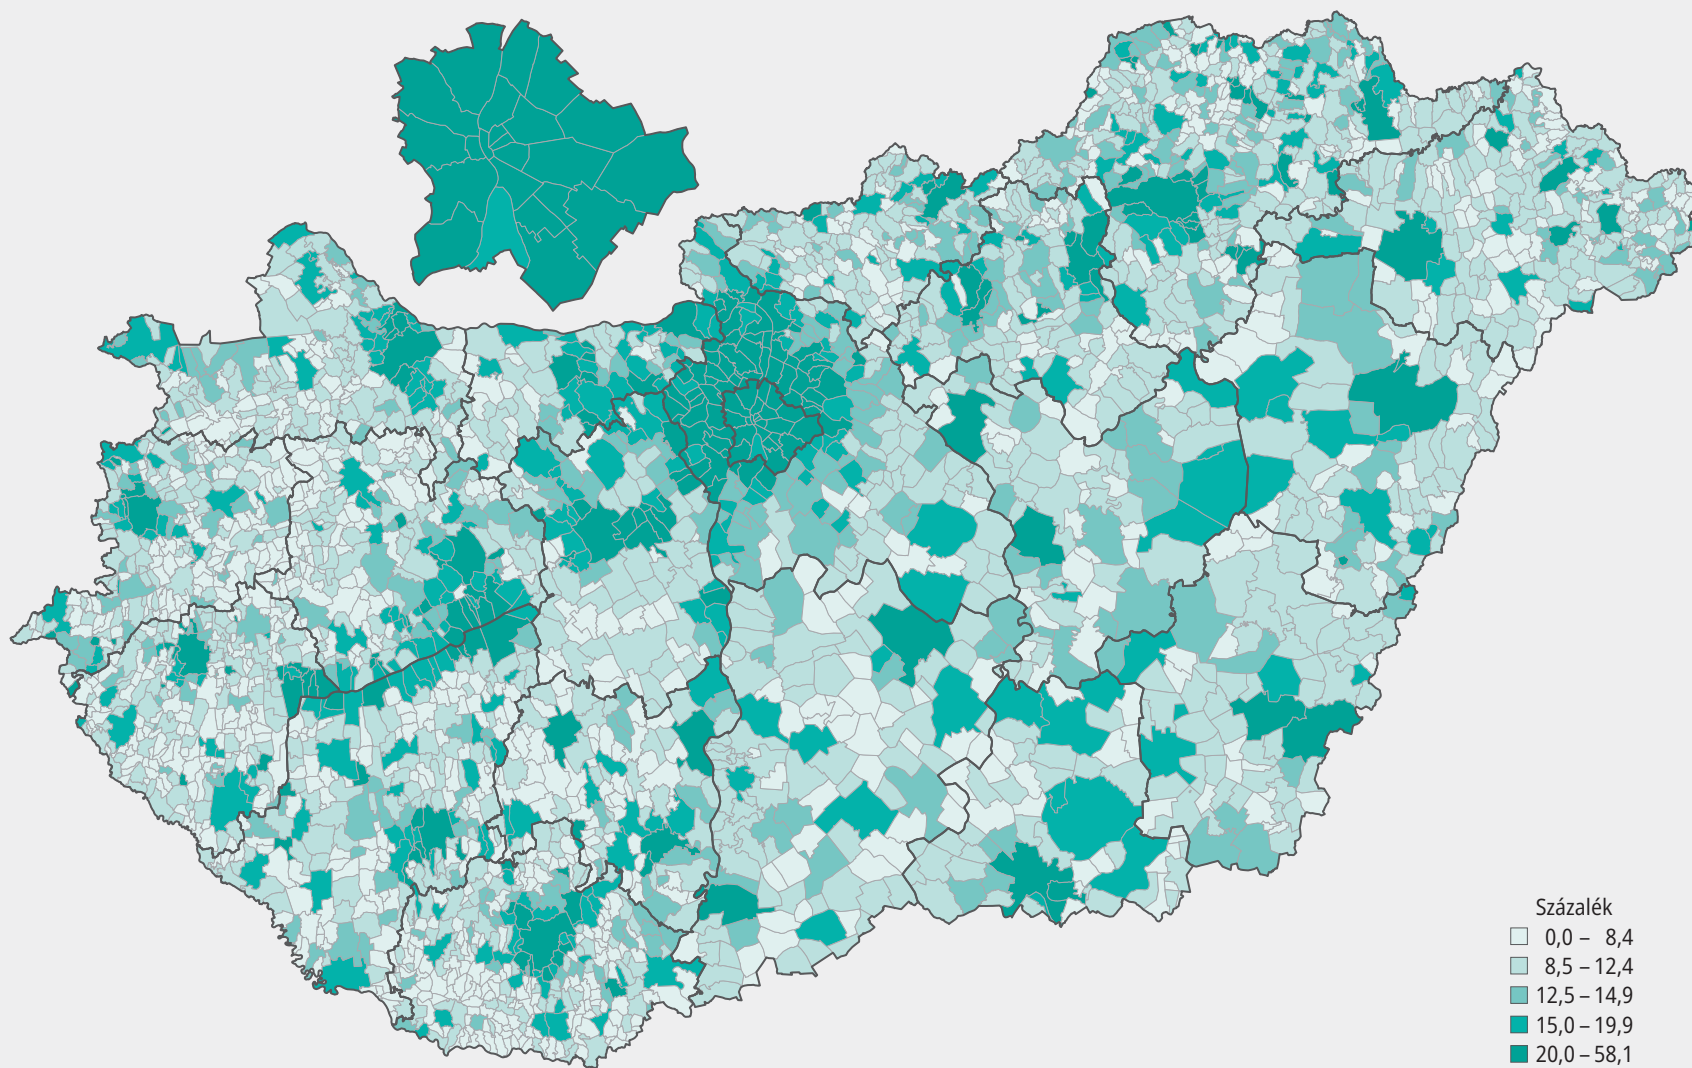 Százalék
0,0 – 8,4
8,5 – 12,4
12,5 – 14,9
15,0 – 19,9
20,0 – 58,1